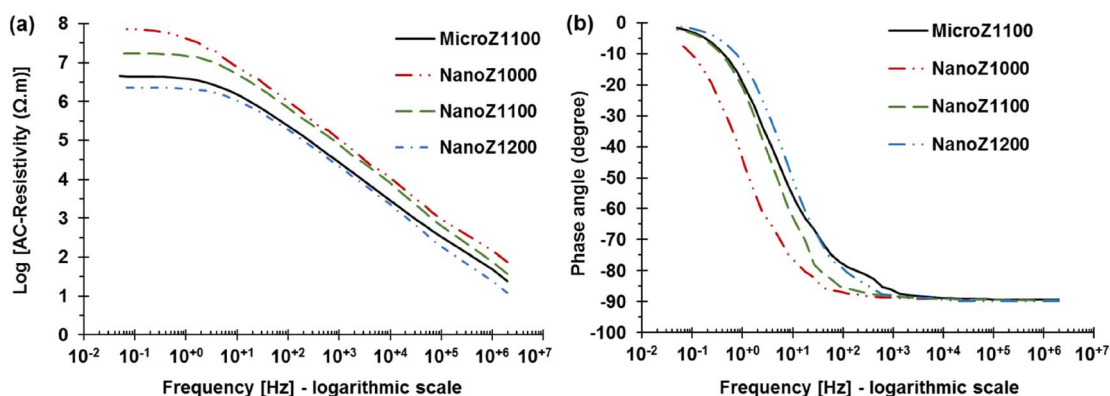 (a)
Log [AC-Resistivity (Ω.m)]
8
7
6
5
4
3
2
1
0
MicroZ1100
NanoZ1000
NanoZ1100
NanoZ1200
10⁻² 10⁻¹ 10⁺⁰ 10⁺¹ 10⁺² 10⁺³ 10⁺⁴ 10⁺⁵ 10⁺⁶ 10⁺⁷
Frequency [Hz] - logarithmic scale
(b)
Phase angle (degree)
0
-10
-20
-30
-40
-50
-60
-70
-80
-90
-100
MicroZ1100
NanoZ1000
NanoZ1100
NanoZ1200
10⁻² 10⁻¹ 10⁺⁰ 10⁺¹ 10⁺² 10⁺³ 10⁺⁴ 10⁺⁵ 10⁺⁶ 10⁺⁷
Frequency [Hz] - logarithmic scale